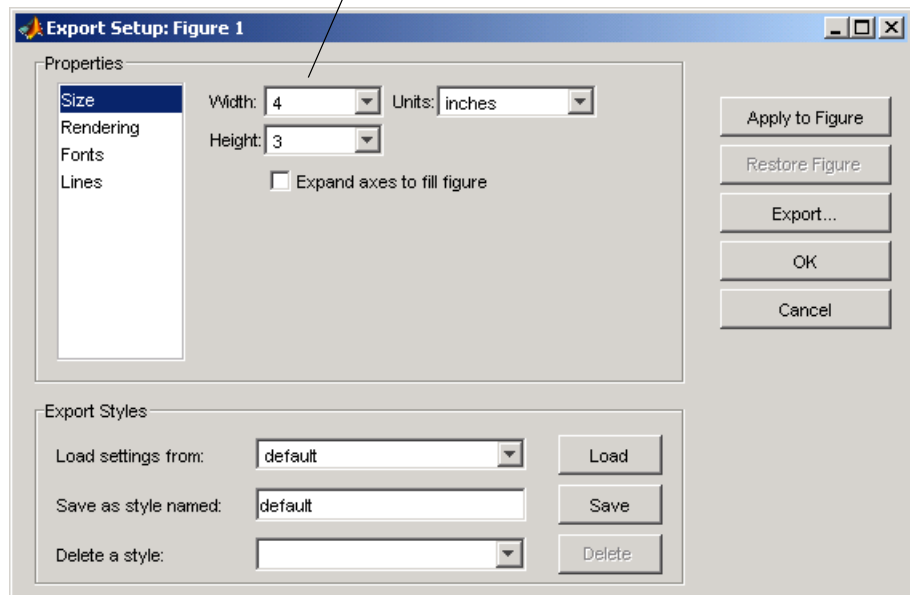 Export Setup: Figure 1
Properties
Size
Rendering
Fonts
Lines
Width: 4 Units: inches
Height: 3
Expand axes to fill figure
Apply to Figure
Restore Figure
Export...
OK
Cancel
Export Styles
Load settings from: default Load
Save as style named: default Save
Delete a style: Delete